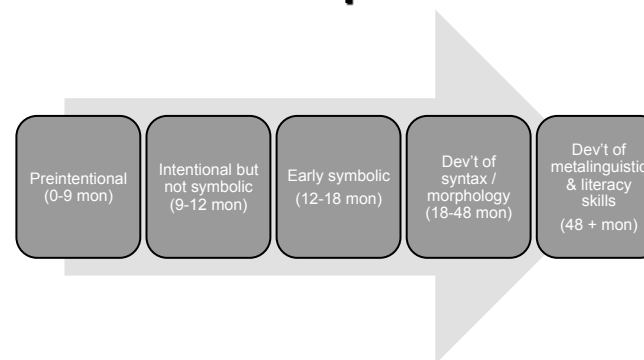 Preintentional
(0-9 mon)
Intentional but
not symbolic
(9-12 mon)
Early symbolic
(12-18 mon)
Dev't of
syntax /
morphology
(18-48 mon)
Dev't of
metalinguistic
& literacy
skills
(48 + mon)